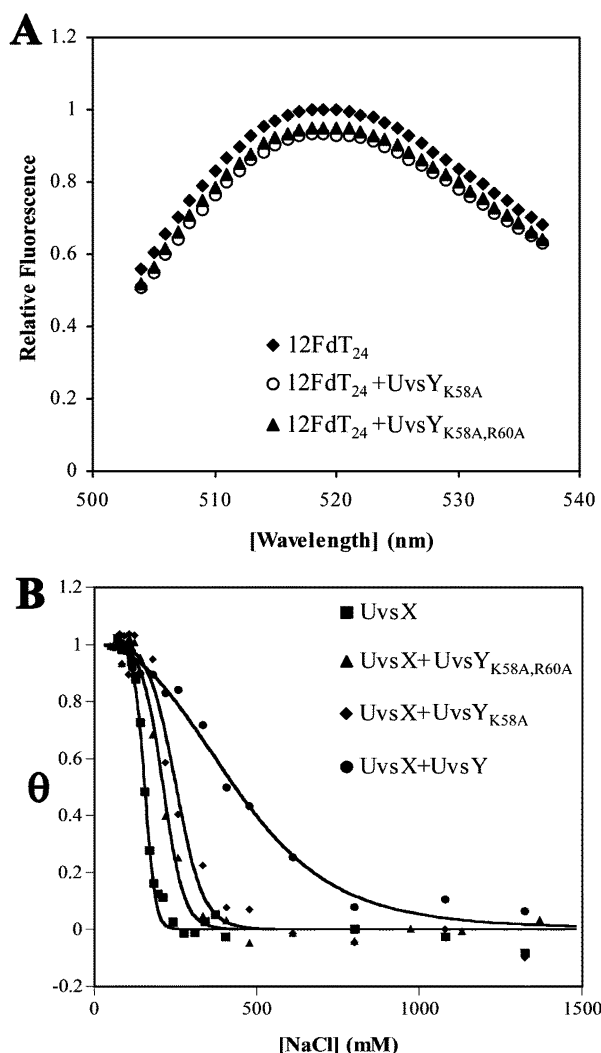 A
1.2
1
0.8
0.6
0.4
0.2
0
Relative Fluorescence
12FdT24
12FdT24+UvsYK58A
12FdT24+UvsYK58A,R60A
500 510 520 530 540
[Wavelength] (nm)
B
1.2
1
0.8
0.6
0.4
0.2
0
-0.2
θ
UvsX
UvsX+UvsYK58A,R60A
UvsX+UvsYK58A
UvsX+UvsY
0 500 1000 1500
[NaCl] (mM)